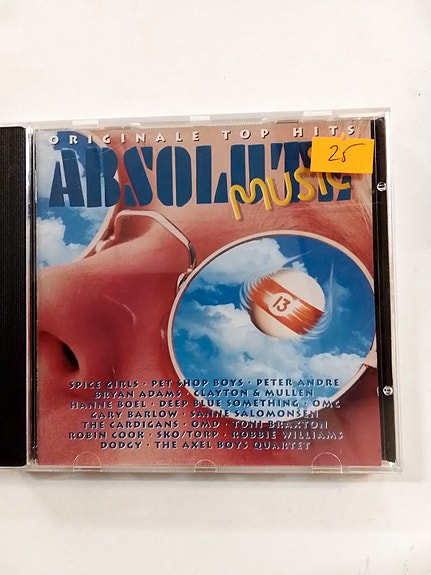 ORIGINALE TOP HIT'S
ABSOLUTE
MUSIC
25
13
SPICE GIRLS · PET SHOP BOYS · PETER ANDRE
BRYAN ADAMS · CLAYTON & MULLEN
HANNE BOEL · DEEP BLUE SOMETHING · OMC
GARY BARLOW · SANNE SALOMONSEN
THE CARDIGANS · OMD · TONI BRAXTON
ROBIN COOK · SKO/TORP · ROBBIE WILLIAMS
DODGY · THE AXEL BOYS QUARTET